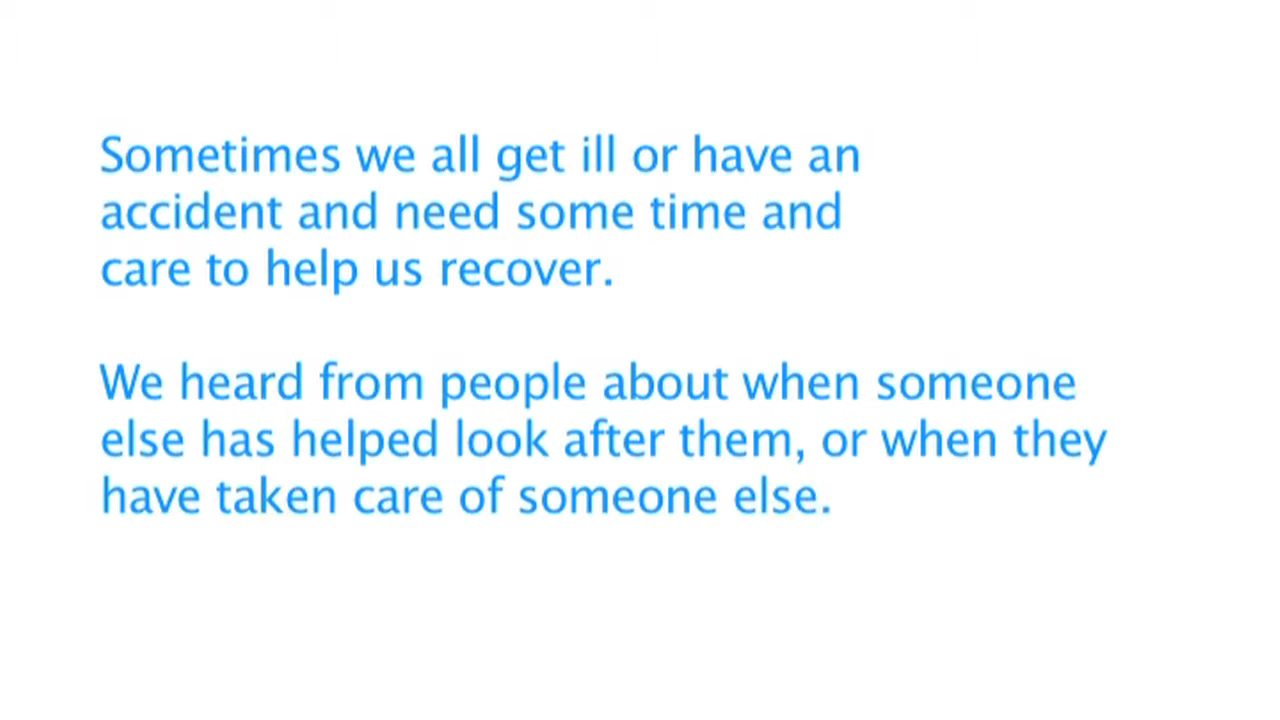 Sometimes we all get ill or have an
accident and need some time and
care to help us recover.
We heard from people about when someone
else has helped look after them, or when they
have taken care of someone else.